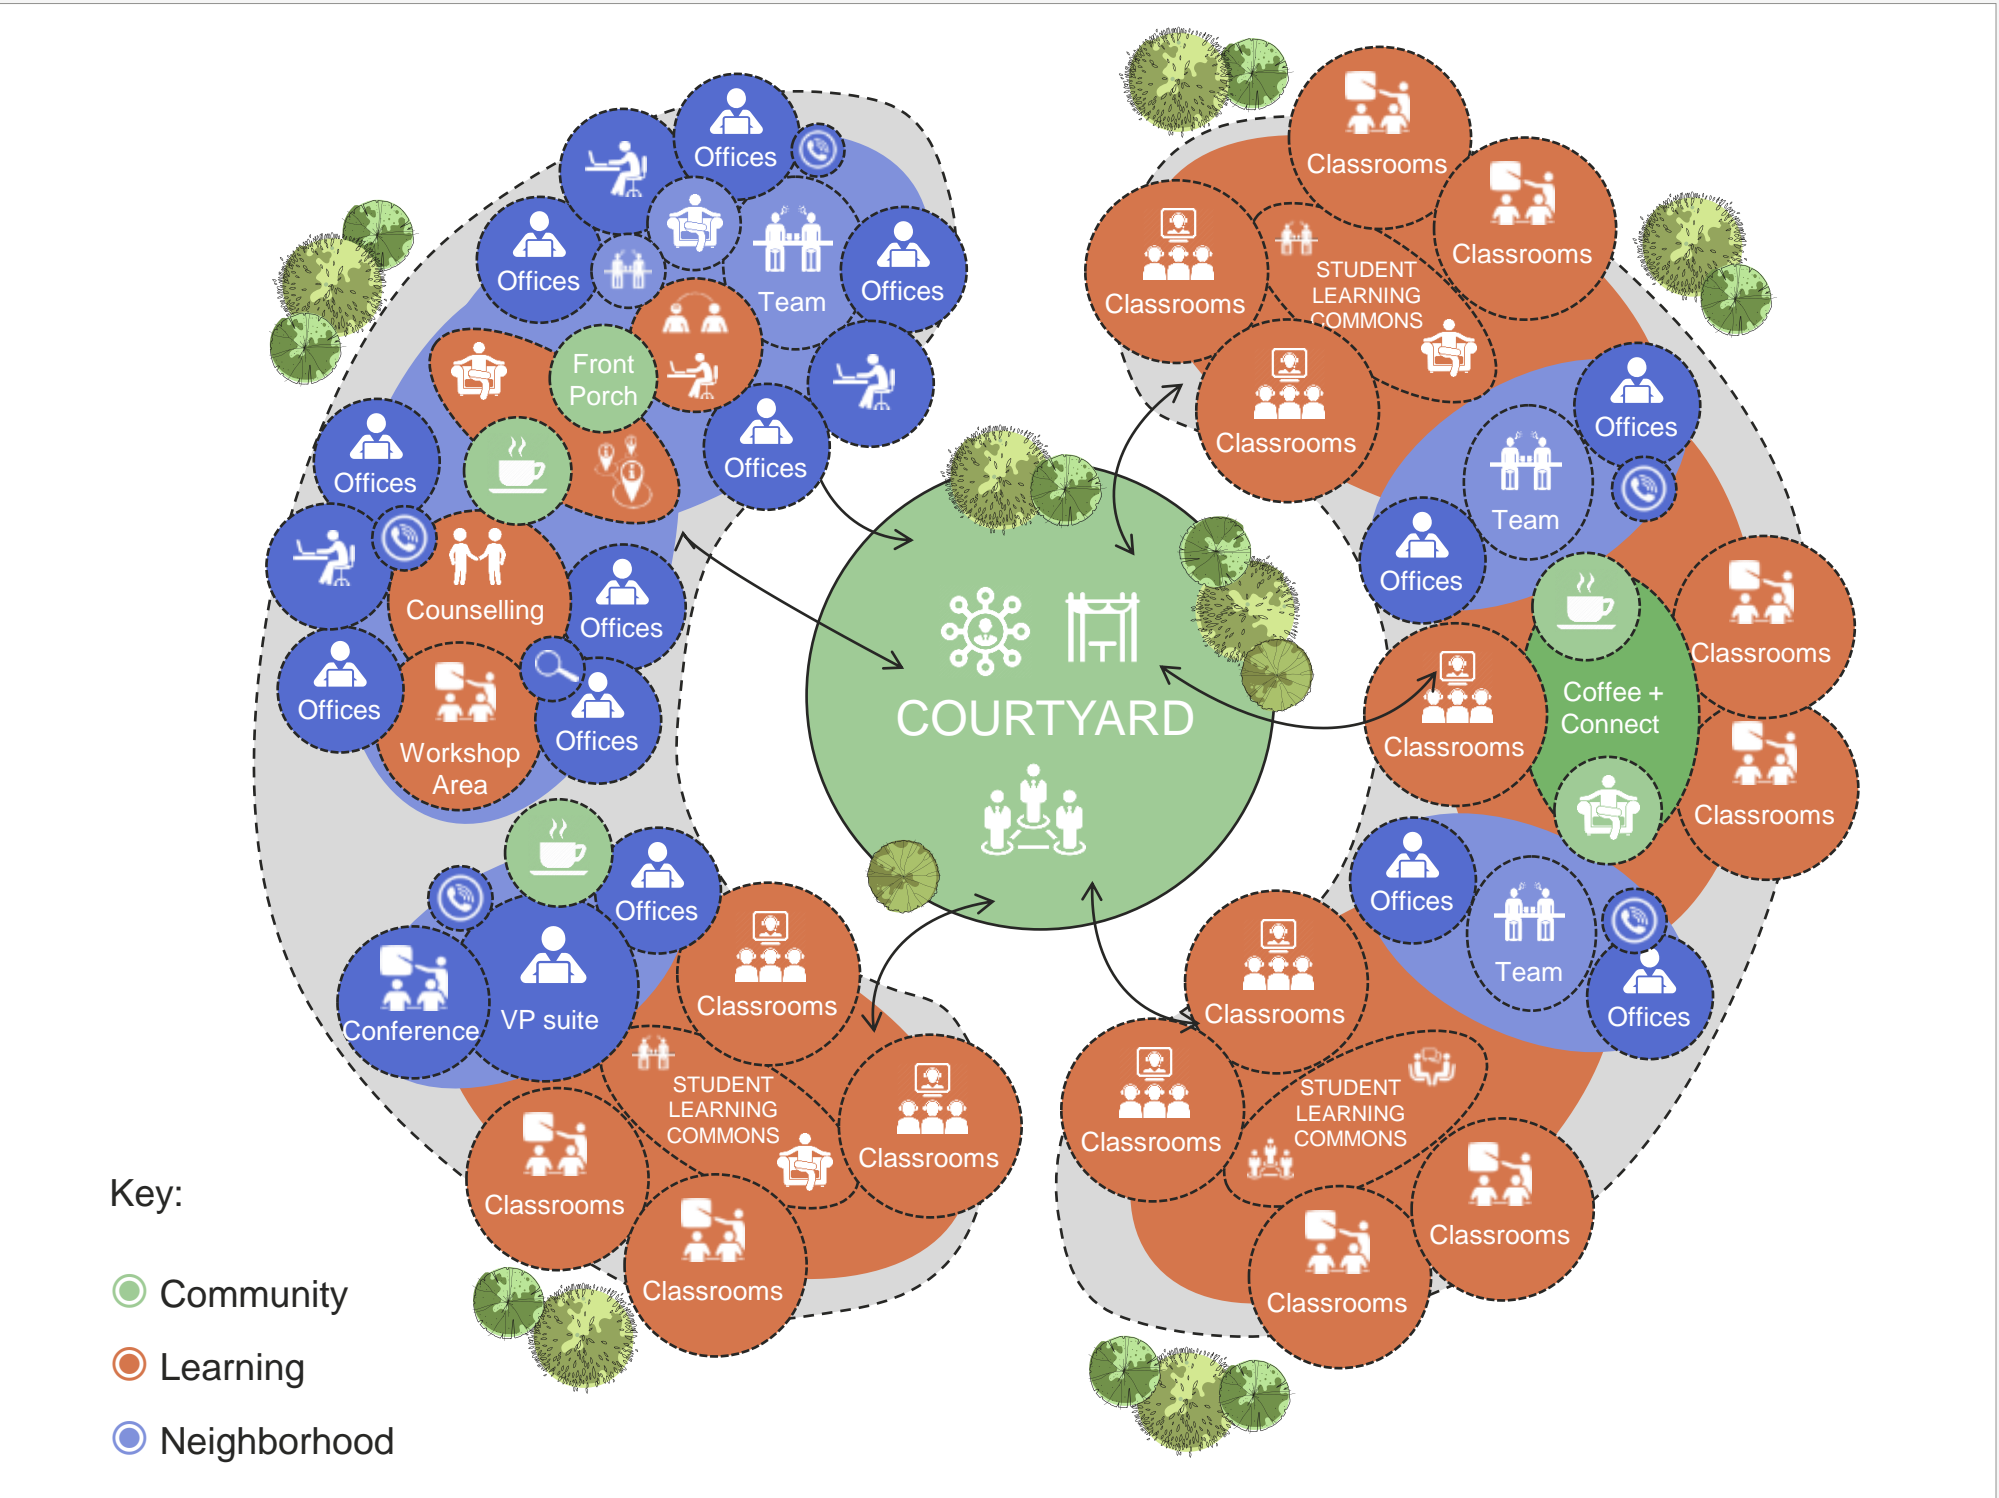 Offices
Offices
Team
Offices
Front
Porch
Offices
Offices
Counselling
Offices
Offices
Workshop
Area
Offices
Offices
Conference
VP suite
Classrooms
STUDENT
LEARNING
COMMONS
Classrooms
Classrooms
Classrooms
COURTYARD
Classrooms
Classrooms
Classrooms
STUDENT
LEARNING
COMMONS
Classrooms
Offices
Team
Offices
Classrooms
Coffee +
Connect
Classrooms
Classrooms
Offices
Team
Offices
Classrooms
Classrooms
STUDENT
LEARNING
COMMONS
Classrooms
Classrooms
Key:
Community
Learning
Neighborhood